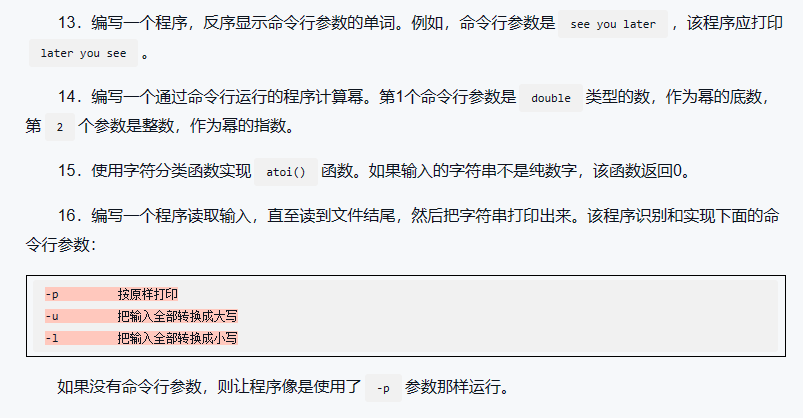 13．编写一个程序，反序显示命令行参数的单词。例如，命令行参数是 see you later ，该程序应打印
later you see 。
14．编写一个通过命令行运行的程序计算幂。第1个命令行参数是 double 类型的数，作为幂的底数，
第 2 个参数是整数，作为幂的指数。
15．使用字符分类函数实现 atoi() 函数。如果输入的字符串不是纯数字，该函数返回0。
16．编写一个程序读取输入，直至读到文件结尾，然后把字符串打印出来。该程序识别和实现下面的命
令行参数：
-p 按原样打印
-u 把输入全部转换成大写
-l 把输入全部转换成小写
如果没有命令行参数，则让程序像是使用了 -p 参数那样运行。